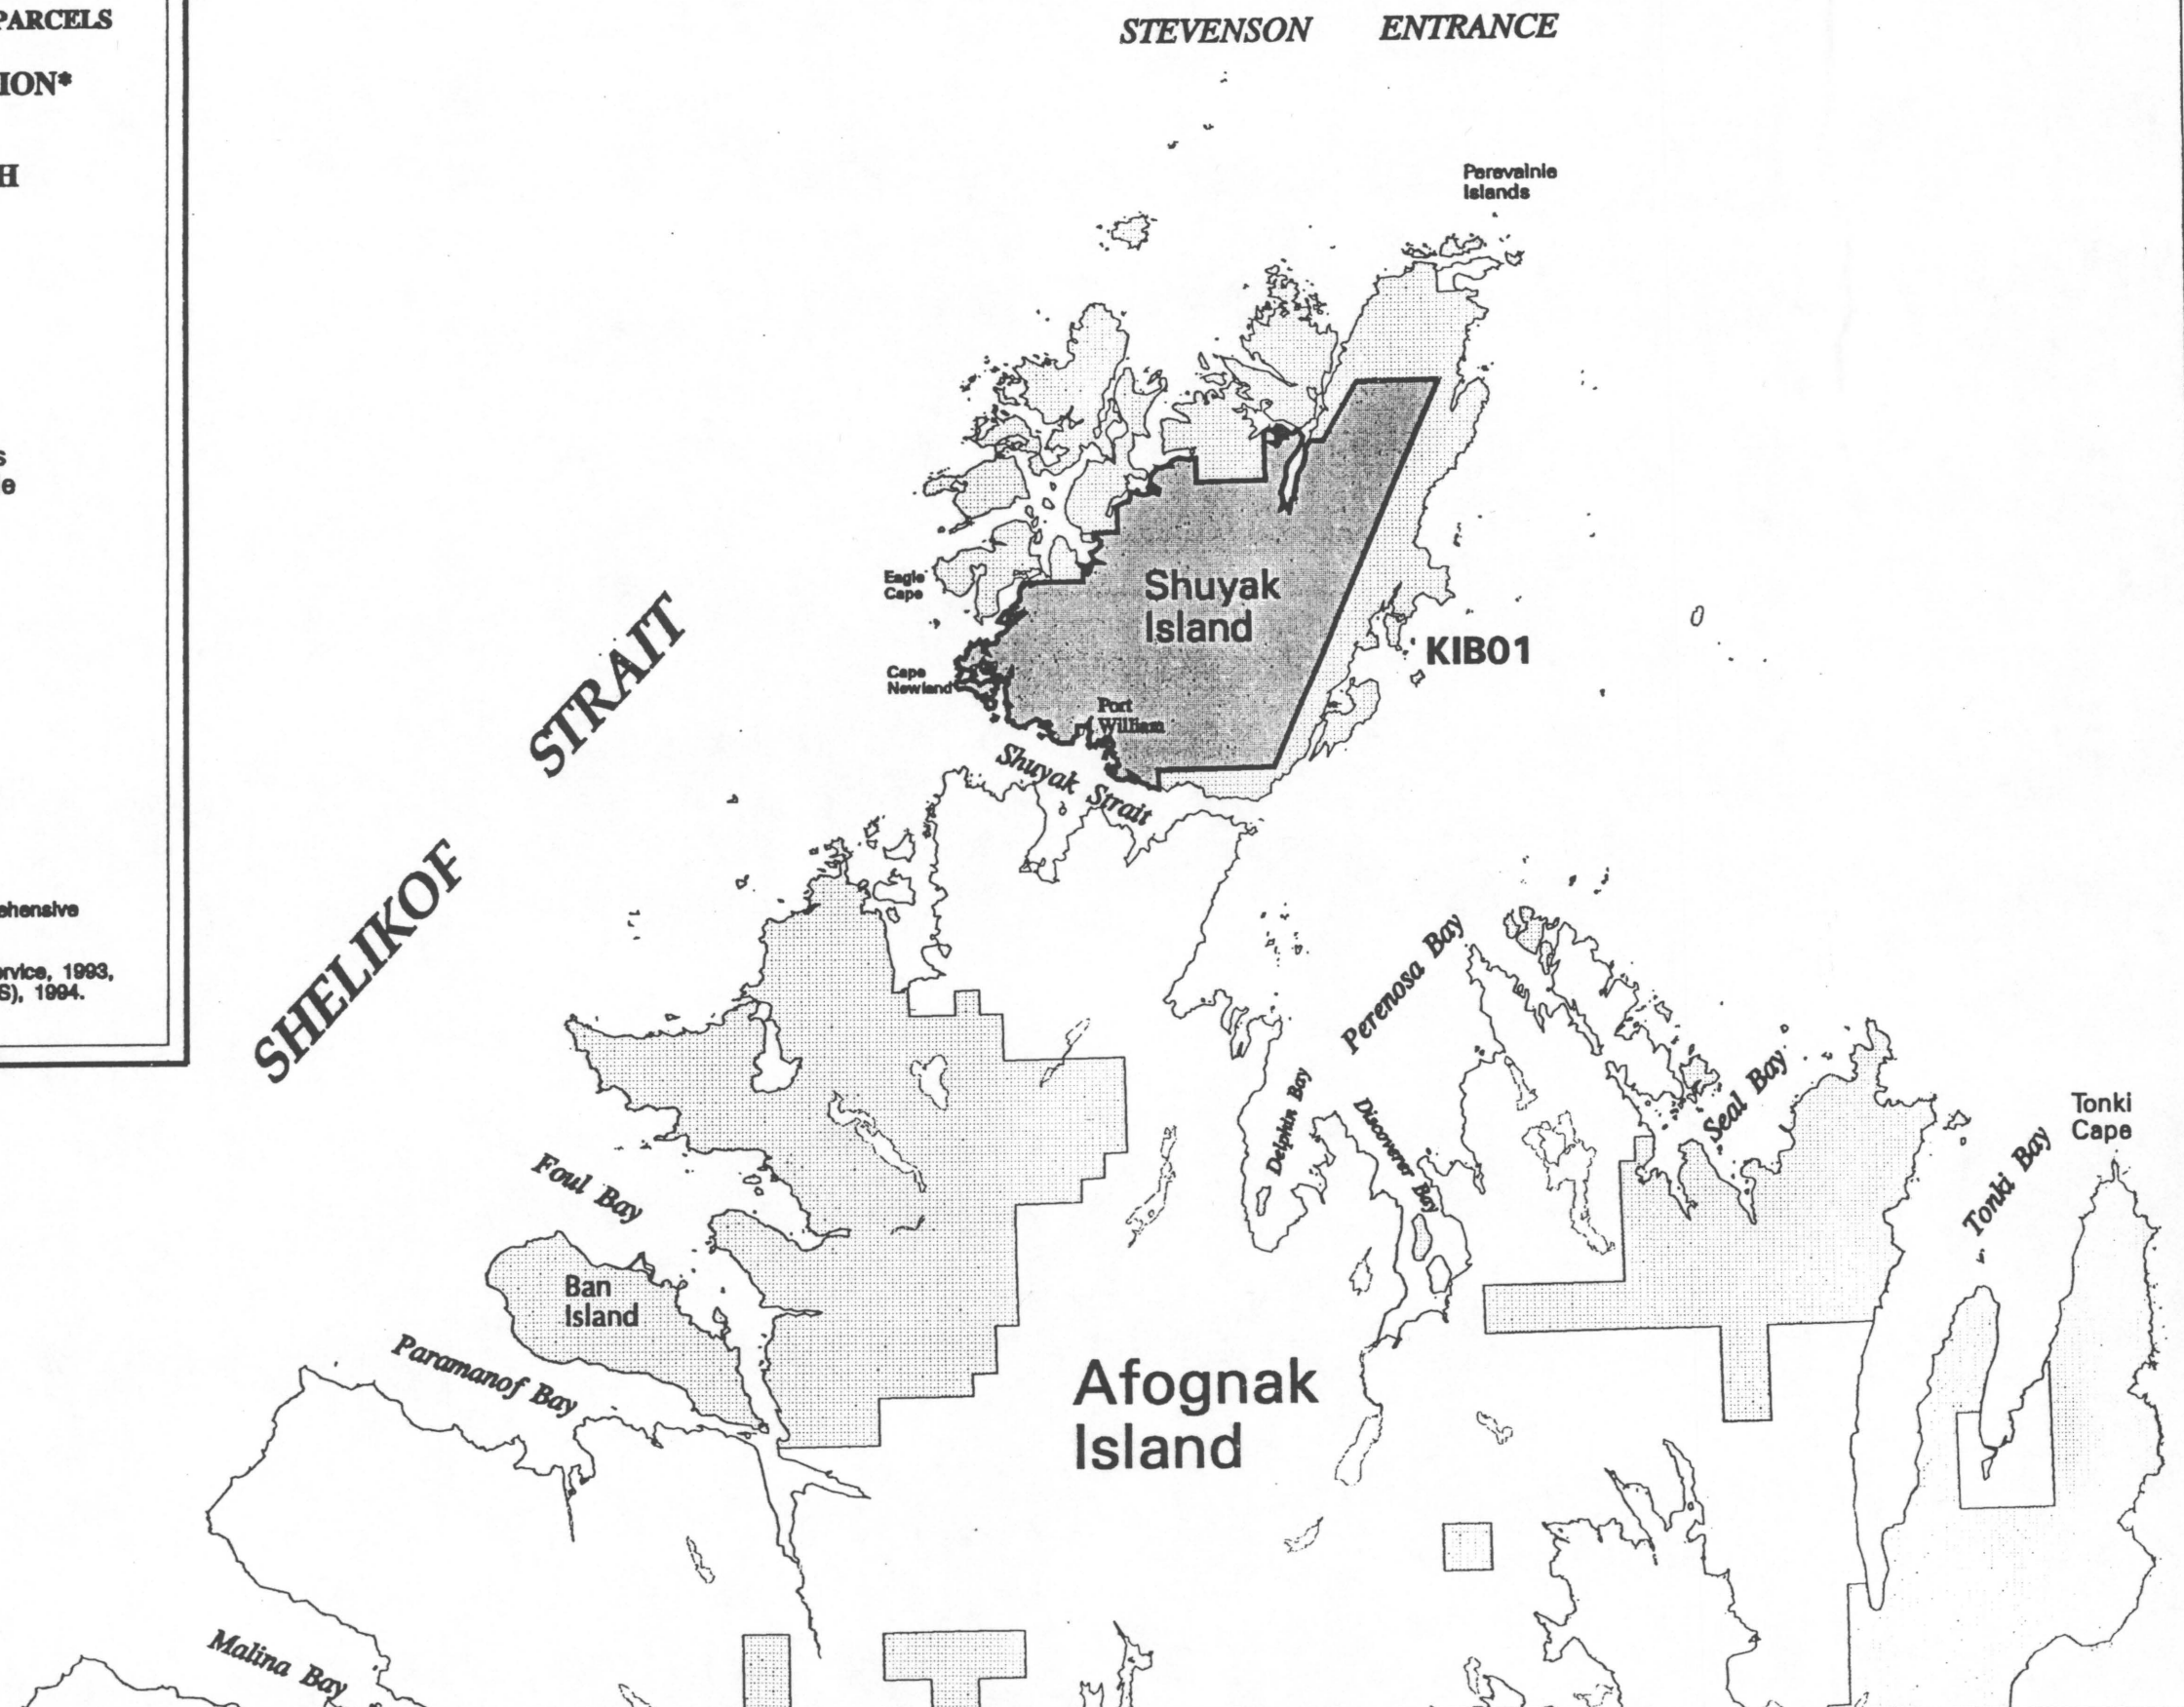 PARCELS
ION*
H
s
e
ehensive
ervice, 1993,
S), 1994.
STEVENSON ENTRANCE
Perevalnie
Islands
Eagle
Cape
Shuyak
Island
KIB01
Cape
Newland
Port
William
Shuyak Strait
SHELIKOF STRAIT
Perenosa Bay
Seal Bay
Delphin Bay
Discoverer Bay
Tonki
Cape
Tonki Bay
Foul Bay
Ban
Island
Paramanof Bay
Afognak
Island
Malina Bay